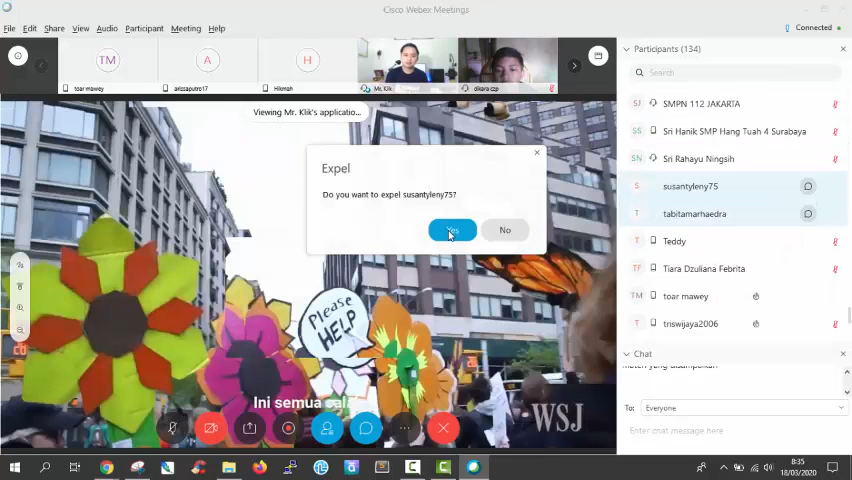 Cisco Webex Meetings
File Edit Share View Audio Participant Meeting Help
Connected
TM
A
H
toar mawey
arissaputro17
Hikmah
Mr. Klik
dikara czp
Viewing Mr. Klik's applicatio...
Expel
Do you want to expel susantyleny75?
Yes
No
Please
HELP
Ini semua
WSJ
Participants (134)
Search
SJ SMPN 112 JAKARTA
SS Sri Hanik SMP Hang Tuah 4 Surabaya
SN Sri Rahayu Ningsih
S susantyleny75
T tabitamarhaedra
T Teddy
TF Tiara Dzuliana Febrita
TM toar mawey
T triswijaya2006
Chat
To: Everyone
Enter chat message here
8:35
18/03/2020